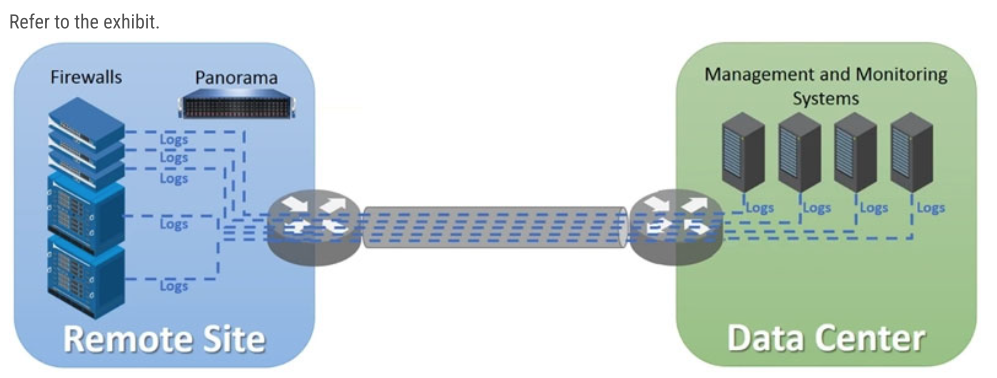 Refer to the exhibit.
Firewalls
Panorama
Management and Monitoring
Systems
Logs
Logs
Logs
Logs
Logs
Logs
Logs
Logs
Logs
Remote Site
Data Center